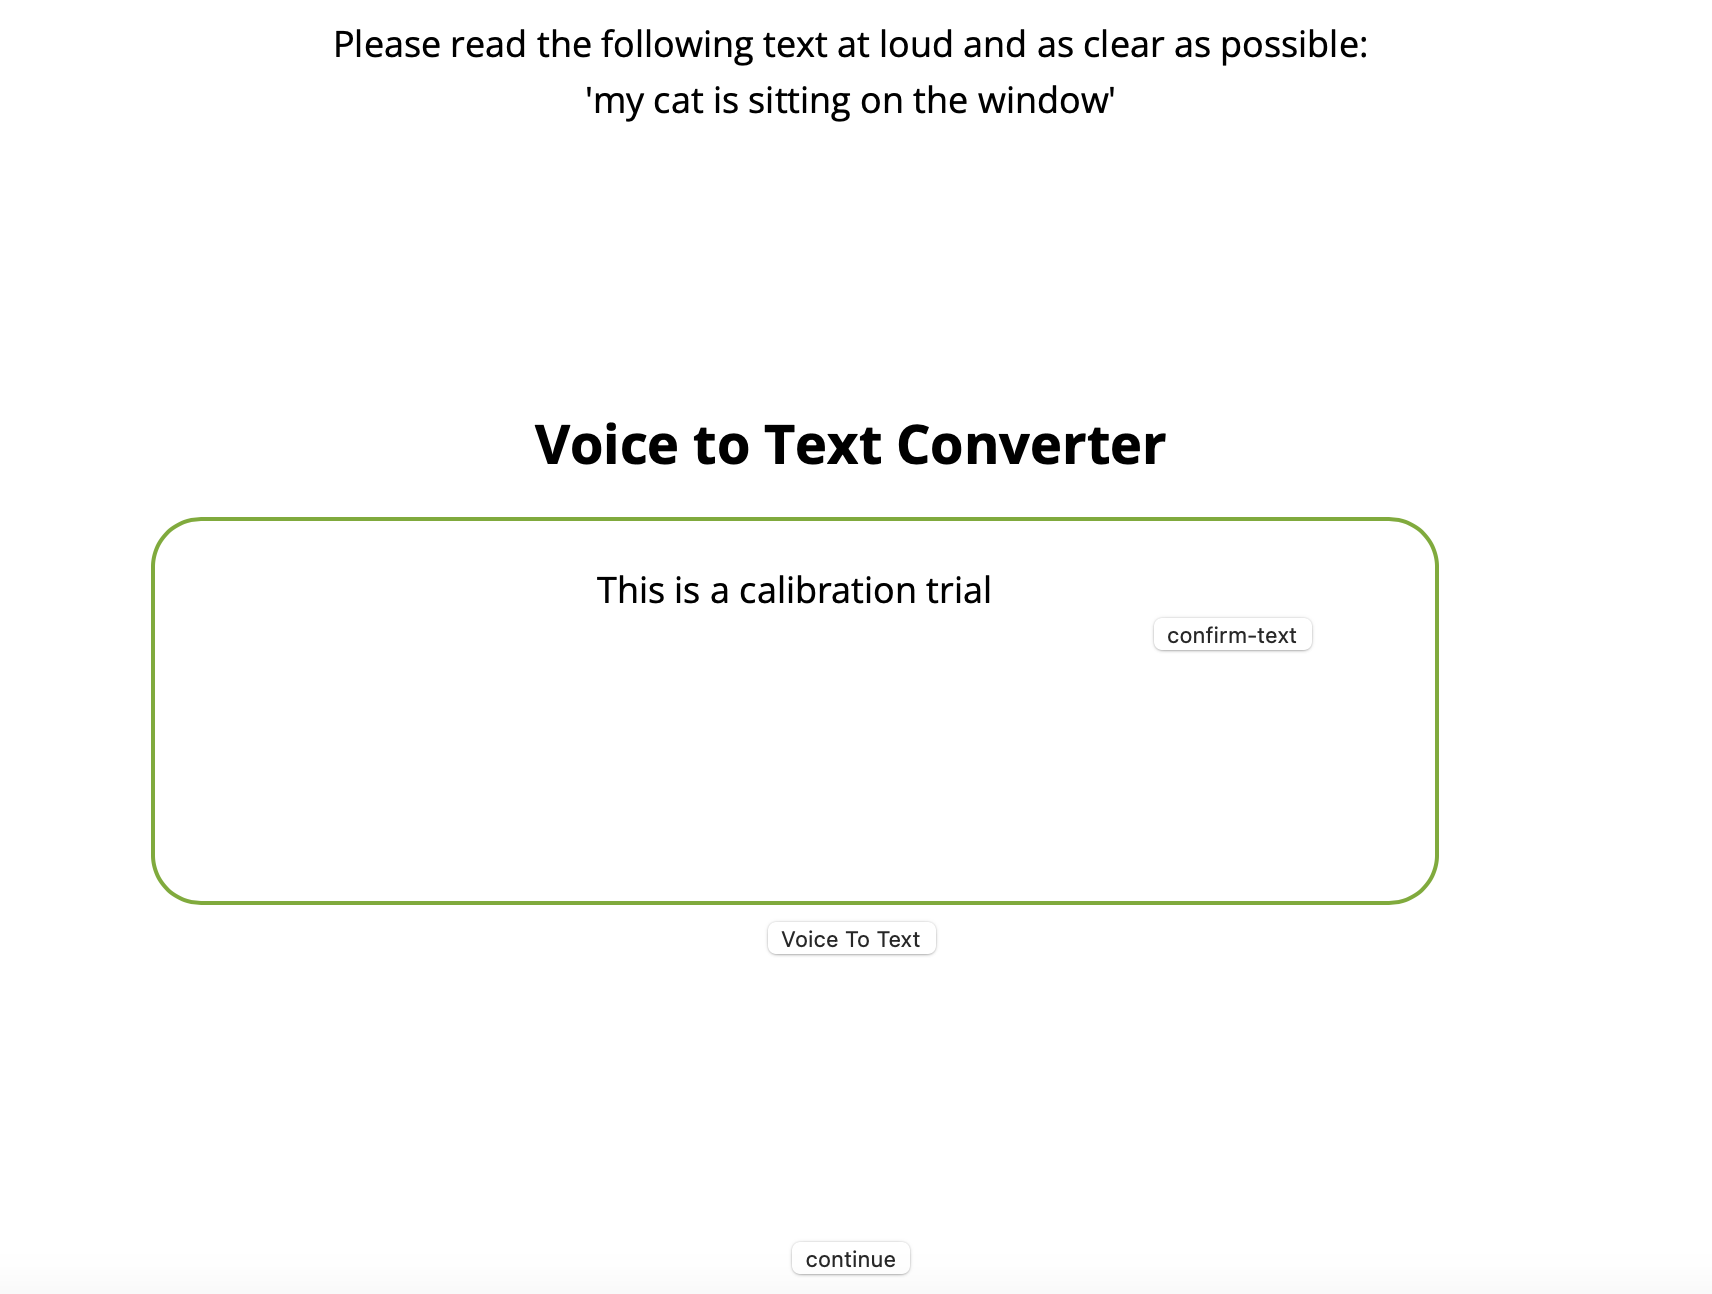 Please read the following text at loud and as clear as possible:
'my cat is sitting on the window'
Voice to Text Converter
This is a calibration trial
confirm-text
Voice To Text
continue